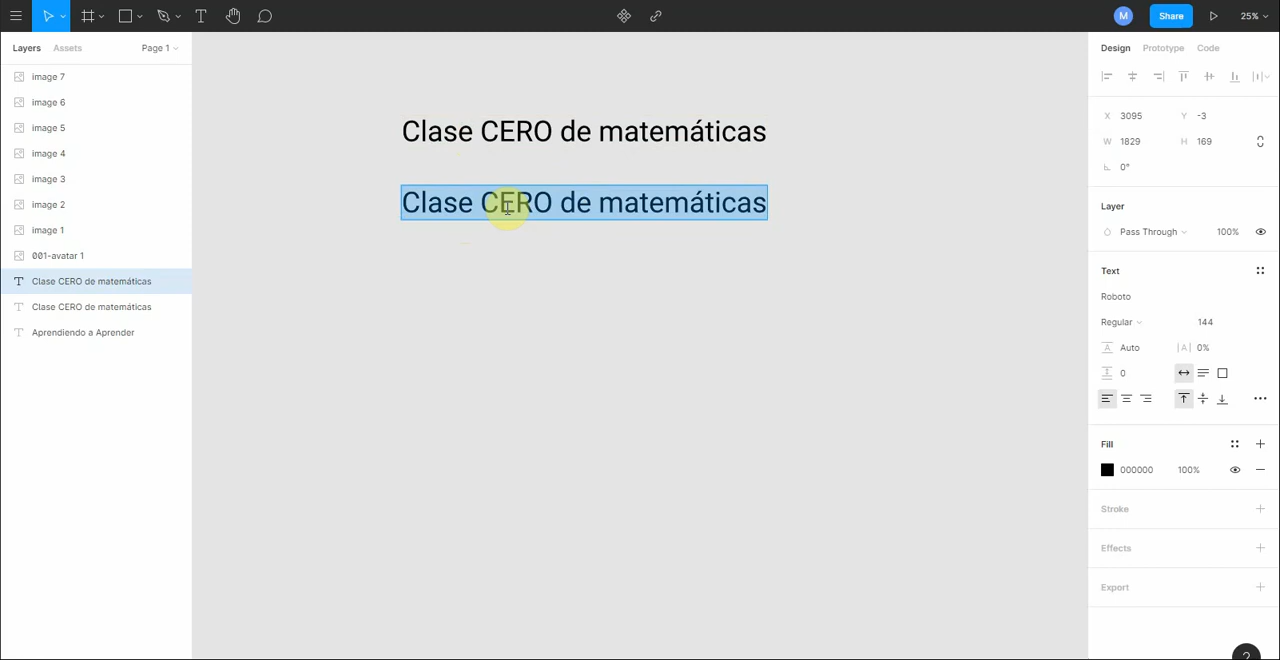 M
Share
25%
Layers
Assets
Page 1
image 7
image 6
image 5
image 4
image 3
image 2
image 1
001-avatar 1
Clase CERO de matemáticas
Clase CERO de matemáticas
Aprendiendo a Aprender
Clase CERO de matemáticas
Clase CERO de matemáticas
Design
Prototype
Code
X 3095 Y -3
W 1829 H 169
0°
Layer
Pass Through 100%
Text
Roboto
Regular 144
A Auto |A| 0%
0
Fill
000000 100%
Stroke
Effects
Export
?